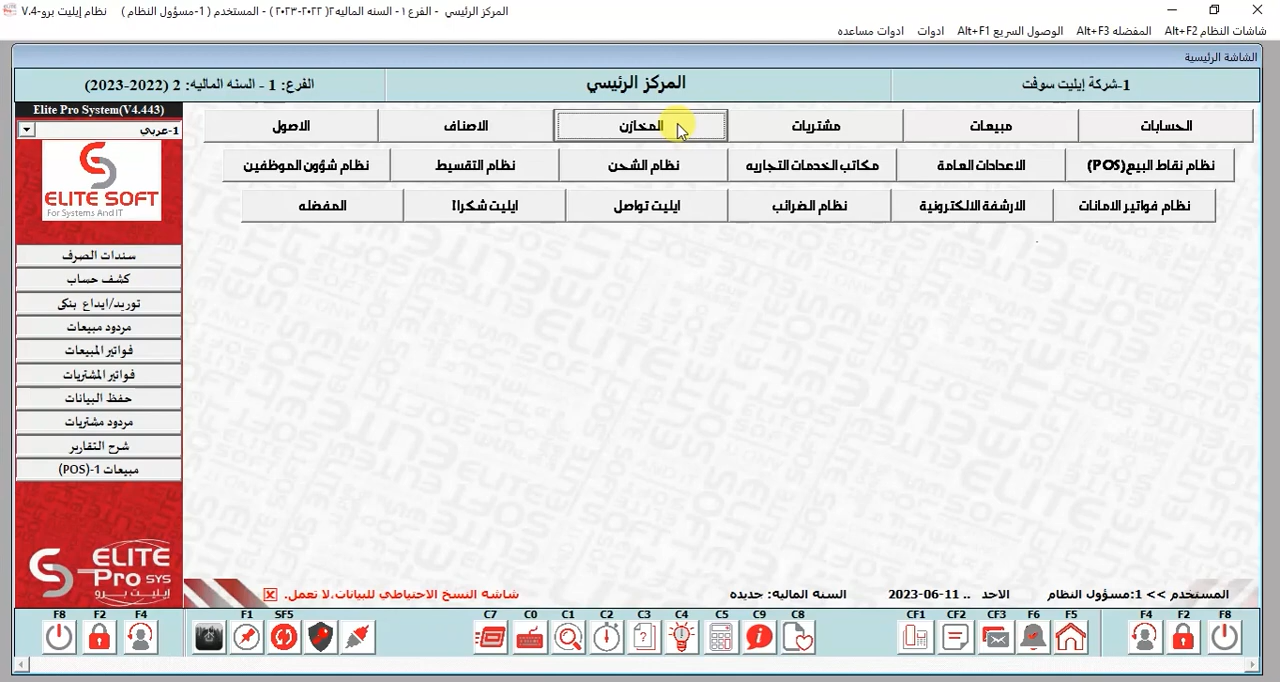 نظام إيليت برو-V.4 - المركز الرئيسي - الفرع ١ - السنه الماليه ٢( ٢٠٢٢-٢٠٢٣ ) - المستخدم ( 1-مسؤول النظام )
شاشات النظام Alt+F2 المفضله Alt+F3 الوصول السريع Alt+F1 ادوات ادوات مساعده
الشاشة الرئيسية
1-شركة إيليت سوفت المركز الرئيسي الفرع: 1 - السنه الماليه: 2 (2022-2023)
Elite Pro System(V4.443)
1-عربي
الحسابات مبيعات مشتريات المخازن الاصناف الاصول
نظام نقاط البيع(POS) الاعدادات العامة مكاتب الخدمات التجاريه نظام الشحن نظام التقسيط نظام شؤون الموظفين
نظام فواتير الامانات الارشفة الالكترونية نظام الضرائب ايليت تواصل ايليت شكرا!! المفضله
ELITE SOFT
For Systems And IT
سندات الصرف
كشف حساب
توريد/ايداع بنكى
مردود مبيعات
فواتير المبيعات
فواتير المشتريات
حفظ البيانات
مردود مشتريات
شرح التقارير
مبيعات 1-(POS)
ELITE
Pro SYS
إيليت برو
المستخدم >> 1:مسؤول النظام الاحد .. 11-06-2023 السنه الماليه: جديده شاشه النسخ الاحتياطي للبيانات.لا تعمل.
F8 F2 F4 F1 SF5 C7 C0 C1 C2 C3 C4 C5 C9 C8 CF1 CF2 CF3 F6 F5 F4 F2 F8